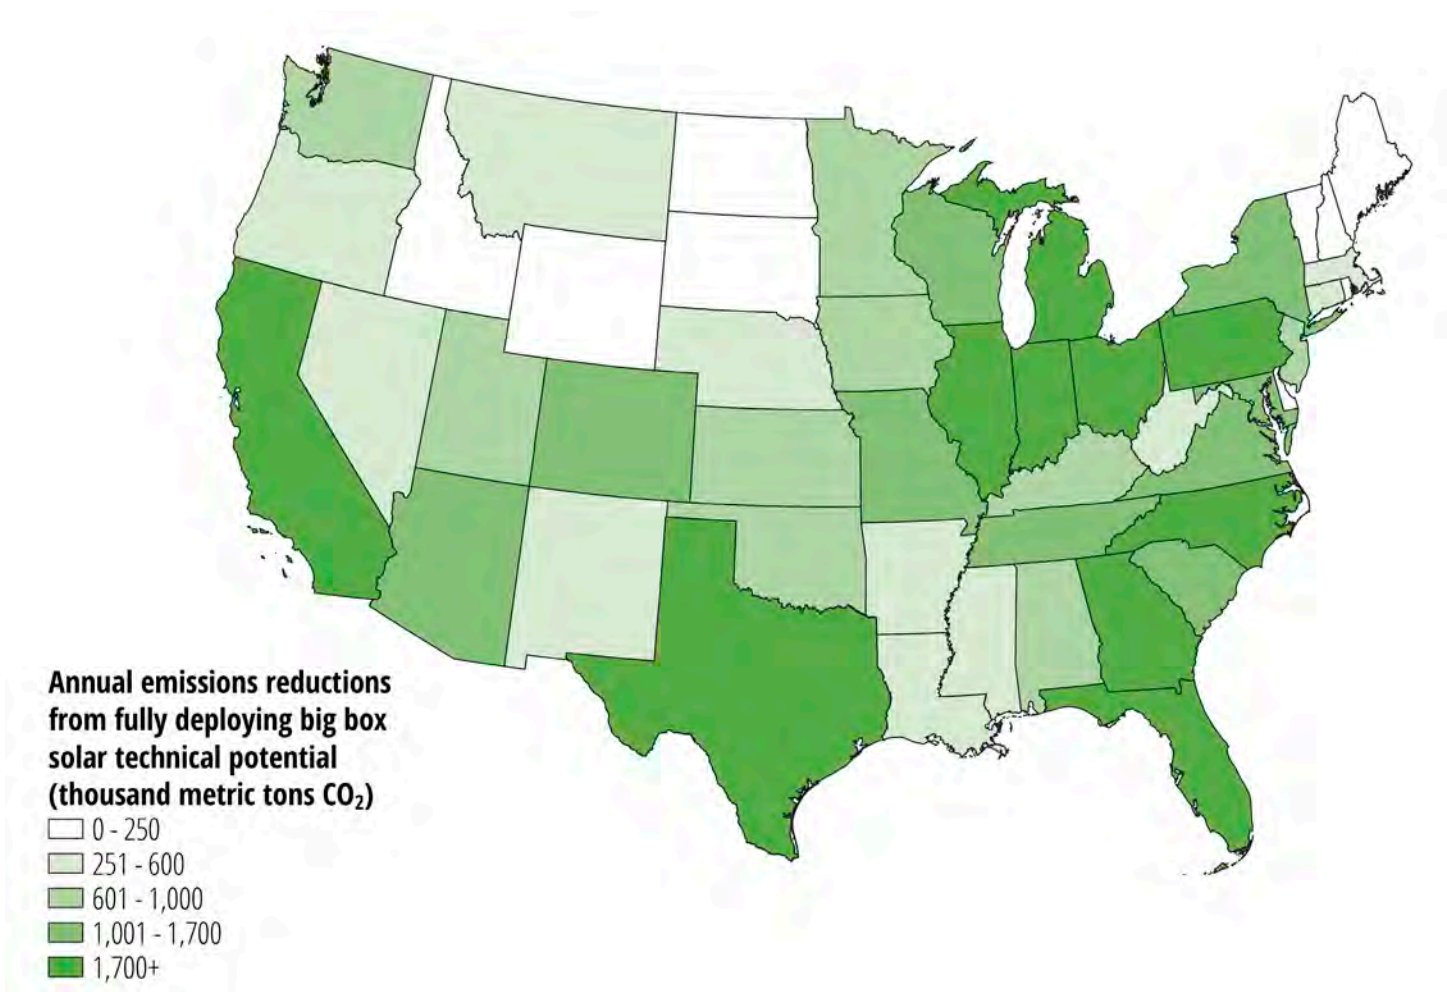 Annual emissions reductions
from fully deploying big box
solar technical potential
(thousand metric tons CO₂)
0 - 250
251 - 600
601 - 1,000
1,001 - 1,700
1,700+